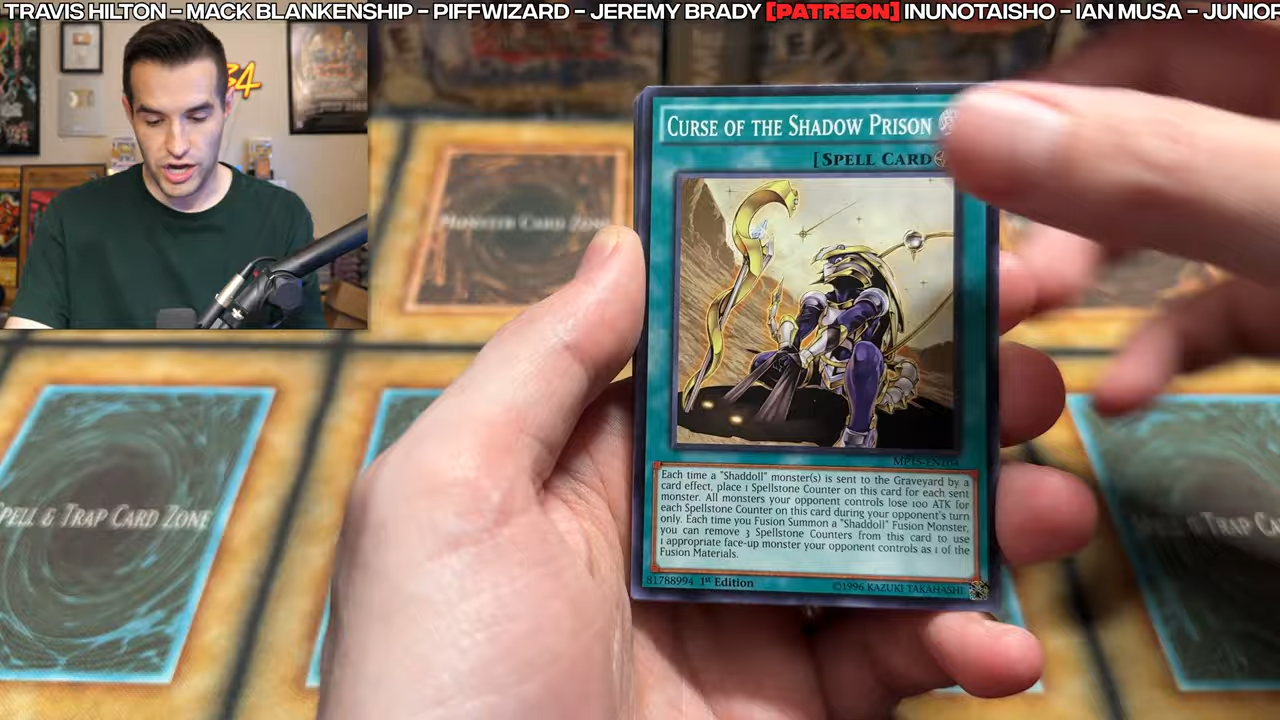 TRAVIS HILTON - MACK BLANKENSHIP - PIFFWIZARD - JEREMY BRADY [PATREON] INUNOTAISHO - IAN MUSA - JUNIOR
34
CURSE OF THE SHADOW PRISON
[SPELL CARD
MONSTER CARD ZONE
MP15-EN104
Each time a "Shaddoll" monster(s) is sent to the Graveyard by a
card effect, place 1 Spellstone Counter on this card for each sent
monster. All monsters your opponent controls lose 100 ATK for
each Spellstone Counter on this card during your opponent's turn
only. Each time you Fusion Summon a "Shaddoll" Fusion Monster,
you can remove 3 Spellstone Counters from this card to use
1 appropriate face-up monster your opponent controls as 1 of the
Fusion Materials.
81788994 1st Edition ©1996 KAZUKI TAKAHASHI
SPELL & TRAP CARD ZONE